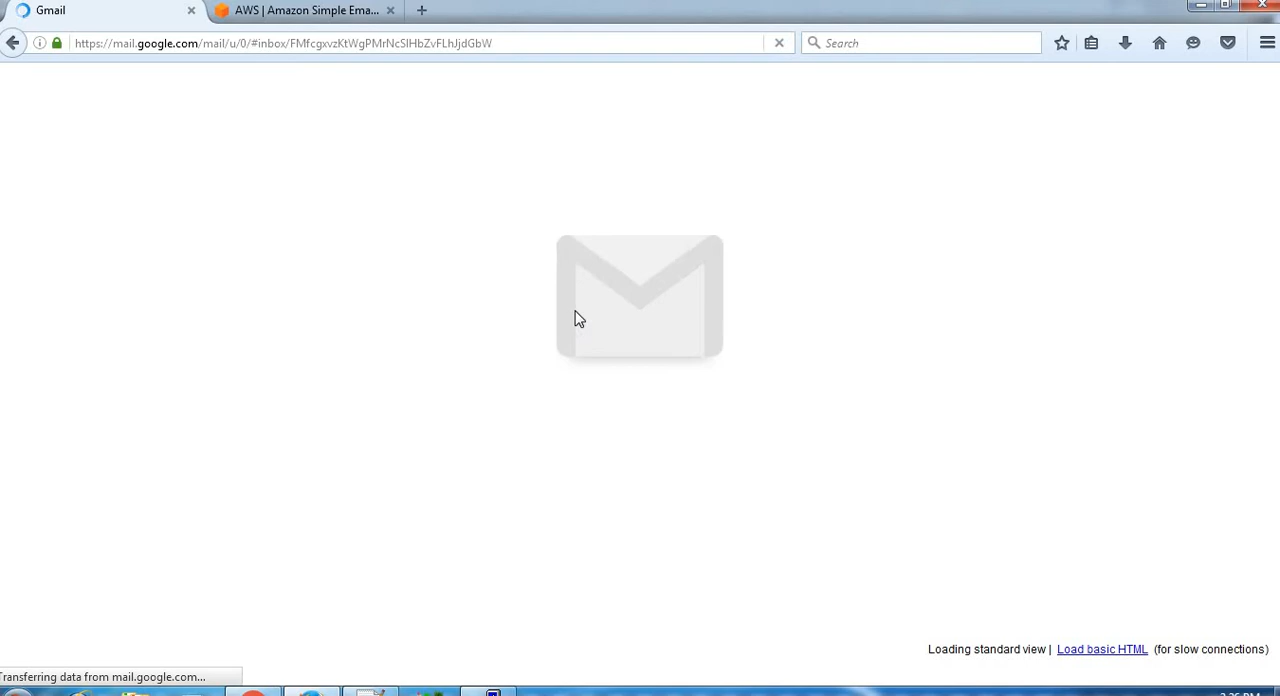 Gmail
AWS | Amazon Simple Ema...
https://mail.google.com/mail/u/0/#inbox/FMfcgxvzKtWgPMrNcSlHbZvFLhJjdGbW
Search
Loading standard view | Load basic HTML (for slow connections)
Transferring data from mail.google.com...